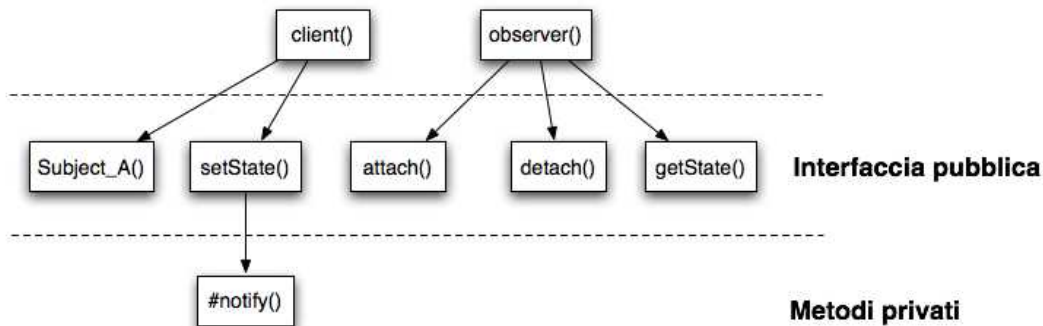 client()
observer()
Subject_A()
setState()
attach()
detach()
getState()
Interfaccia pubblica
#notify()
Metodi privati